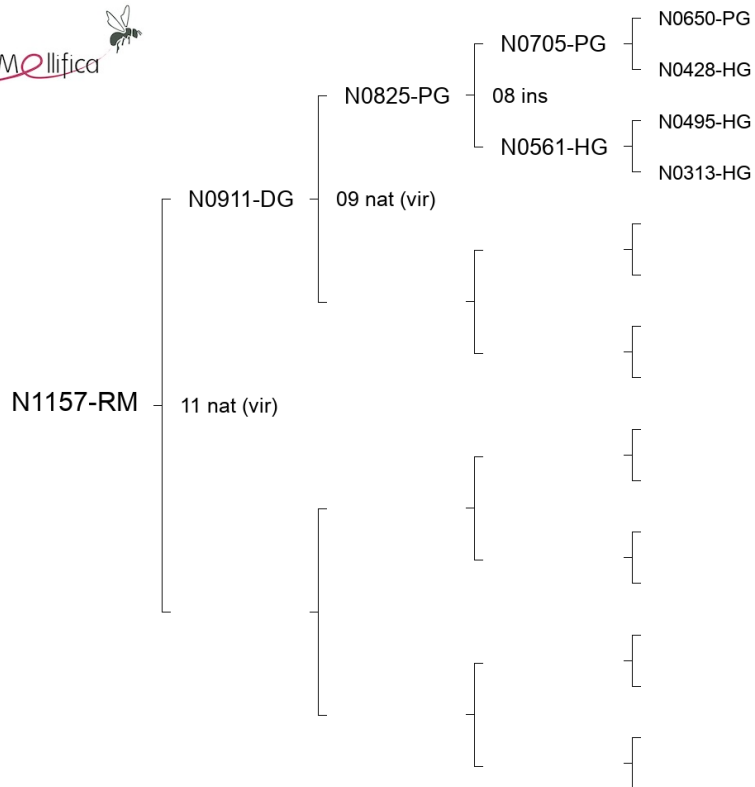 Mellifica
N0650-PG
N0705-PG
N0428-HG
N0825-PG
08 ins
N0495-HG
N0561-HG
N0313-HG
N0911-DG
09 nat (vir)
N1157-RM
11 nat (vir)